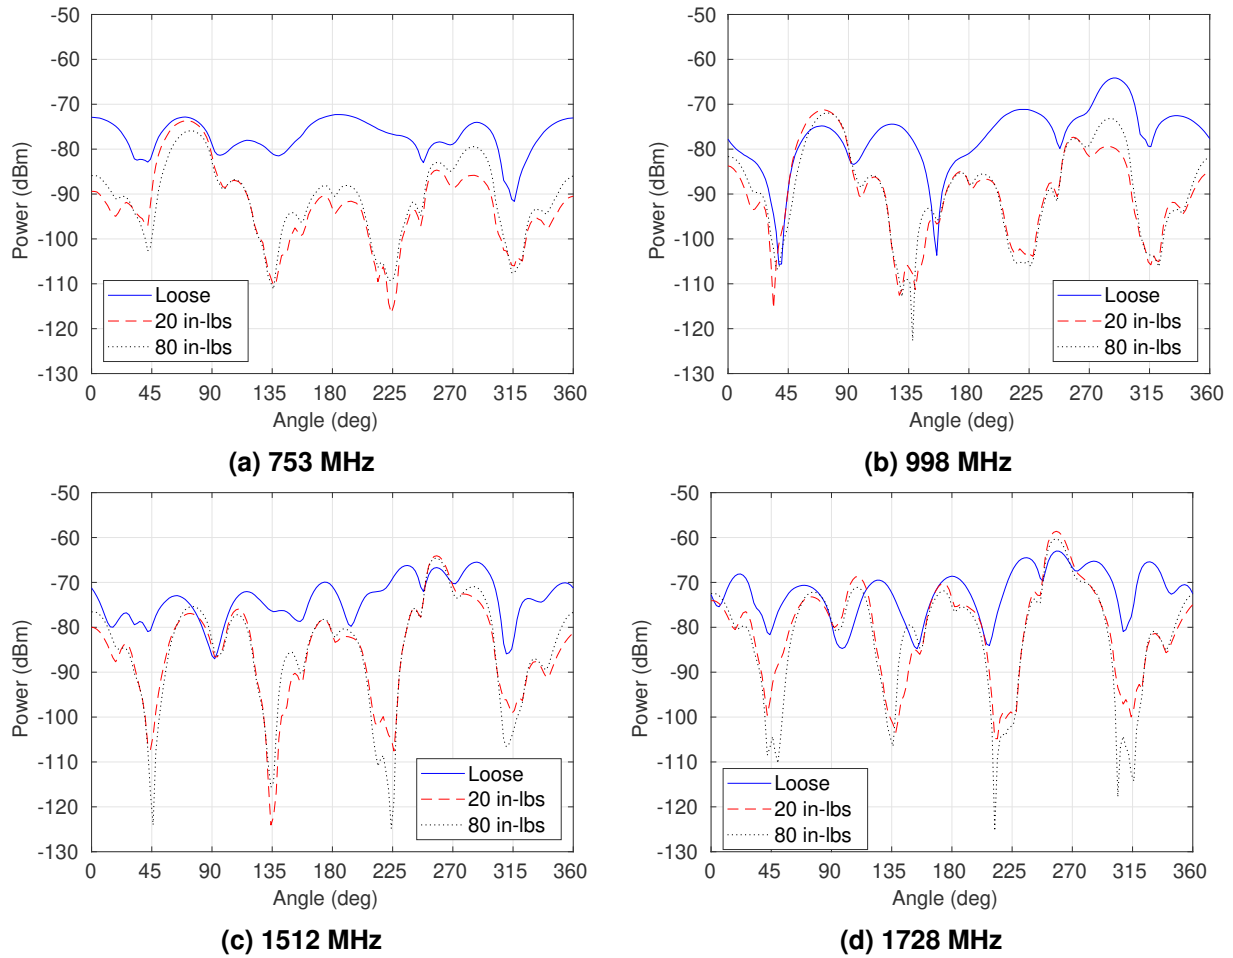 -50
-60
-70
-80
-90
-100
-110
-120
-130
Power (dBm)
Loose
20 in-lbs
80 in-lbs
0 45 90 135 180 225 270 315 360
Angle (deg)
(a) 753 MHz
-50
-60
-70
-80
-90
-100
-110
-120
-130
Power (dBm)
Loose
20 in-lbs
80 in-lbs
0 45 90 135 180 225 270 315 360
Angle (deg)
(b) 998 MHz
-50
-60
-70
-80
-90
-100
-110
-120
-130
Power (dBm)
Loose
20 in-lbs
80 in-lbs
0 45 90 135 180 225 270 315 360
Angle (deg)
(c) 1512 MHz
-50
-60
-70
-80
-90
-100
-110
-120
-130
Power (dBm)
Loose
20 in-lbs
80 in-lbs
0 45 90 135 180 225 270 315 360
Angle (deg)
(d) 1728 MHz